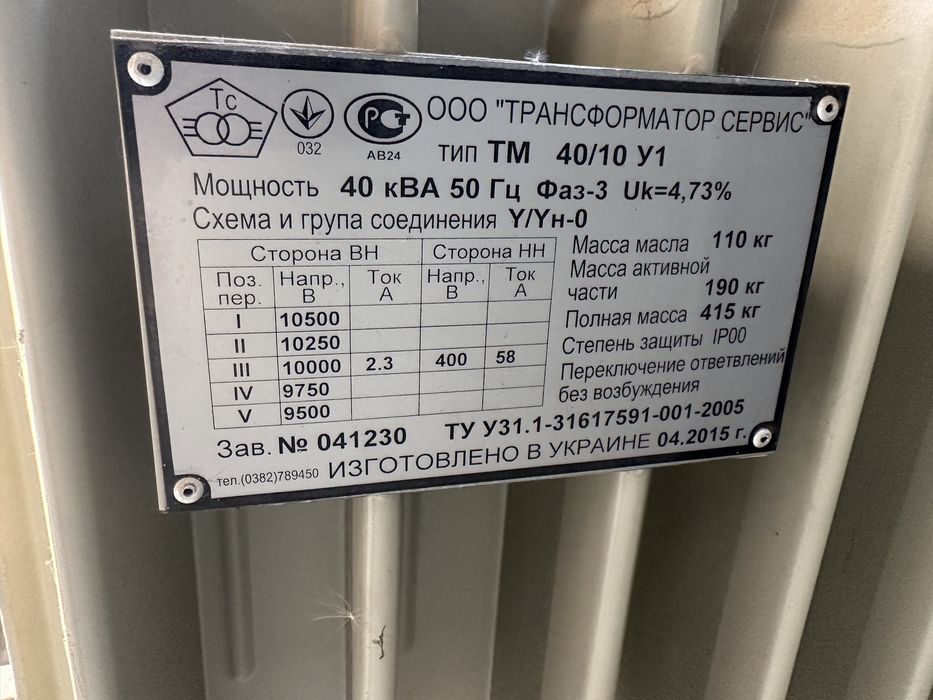 Тс
032
РСТ
АВ24
ООО "ТРАНСФОРМАТОР СЕРВИС"
тип ТМ 40/10 У1
Мощность 40 кВА 50 Гц Фаз-3 Uk=4,73%
Схема и група соединения Y/Yн-0
Сторона ВН Сторона НН
Поз. пер. Напр., В Ток А Напр., В Ток А
I 10500
II 10250
III 10000 2.3 400 58
IV 9750
V 9500
Масса масла 110 кг
Масса активной
части 190 кг
Полная масса 415 кг
Степень защиты IP00
Переключение ответвлений
без возбуждения
Зав. № 041230 ТУ У31.1-31617591-001-2005
тел.(0382)789450 ИЗГОТОВЛЕНО В УКРАИНЕ 04.2015 г.